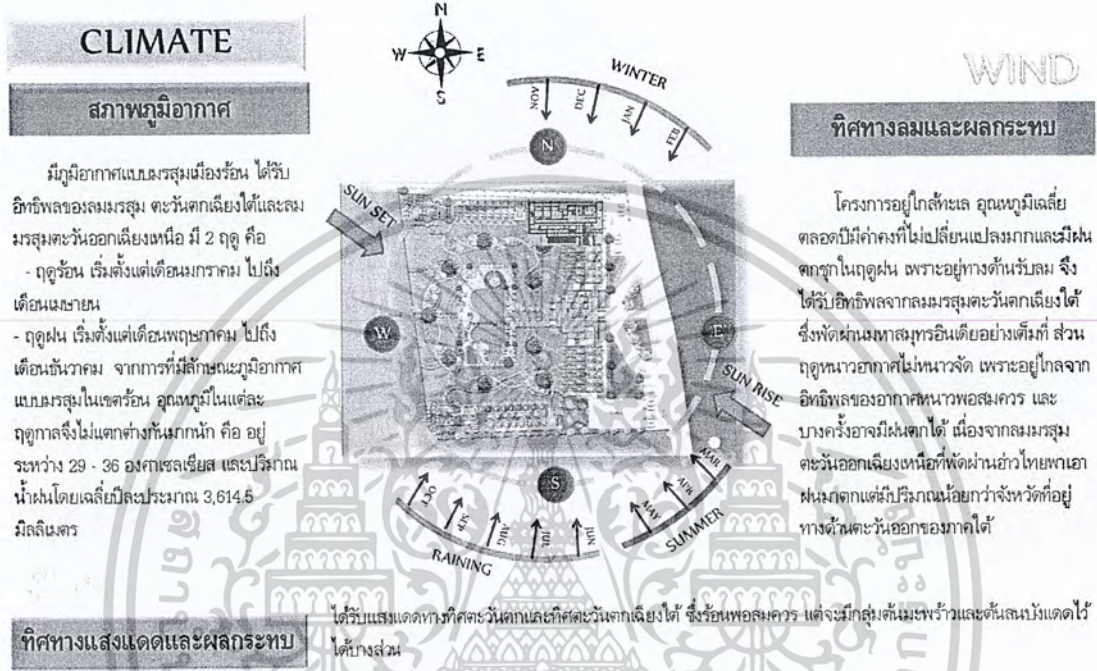 CLIMATE
สภาพภูมิอากาศ
มีภูมิอากาศแบบมรสุมเมืองร้อน ได้รับ
อิทธิพลของลมมรสุม ตะวันตกเฉียงใต้และลม
มรสุมตะวันออกเฉียงเหนือ มี 2 ฤดู คือ
- ฤดูร้อน เริ่มตั้งแต่เดือนมกราคม ไปถึง
เดือนเมษายน
- ฤดูฝน เริ่มตั้งแต่เดือนพฤษภาคม ไปถึง
เดือนธันวาคม จากการที่มีลักษณะภูมิอากาศ
แบบมรสุมในเขตร้อน อุณหภูมิในแต่ละ
ฤดูกาลจึงไม่แตกต่างกันมากนัก คือ อยู่
ระหว่าง 29 - 36 องศาเซลเซียส และปริมาณ
น้ำฝนโดยเฉลี่ยปีละประมาณ 3,614.5
มิลลิเมตร
N
W E
S
WINTER
NOV
DEC
JAN
FEB
N
SUN SET
W
E
SUN RISE
S
MAR
APR
MAY
SUMMER
OCT
SEP
AUG
JUL
JUN
RAINING
WIND
ทิศทางลมและผลกระทบ
โครงการอยู่ใกล้ทะเล อุณหภูมิเฉลี่ย
ตลอดปีมีค่าคงที่ไม่เปลี่ยนแปลงมากและมีฝน
ตกชุกในฤดูฝน เพราะอยู่ทางด้านรับลม จึง
ได้รับอิทธิพลจากลมมรสุมตะวันตกเฉียงใต้
ซึ่งพัดผ่านมหาสมุทรอินเดียอย่างเต็มที่ ส่วน
ฤดูหนาวอากาศไม่หนาวจัด เพราะอยู่ไกลจาก
อิทธิพลของอากาศหนาวพอสมควร และ
บางครั้งอาจมีฝนตกได้ เนื่องจากลมมรสุม
ตะวันออกเฉียงเหนือที่พัดผ่านอ่าวไทยพาเอา
ฝนมาตกแต่มีปริมาณน้อยกว่าจังหวัดที่อยู่
ทางด้านตะวันออกของภาคใต้
ทิศทางแสงแดดและผลกระทบ
ได้รับแสงแดดทางทิศตะวันตกและทิศตะวันตกเฉียงใต้ ซึ่งร้อนพอสมควร แต่จะมีกลุ่มต้นมะพร้าวและต้นสนบังแดดไว้
ได้บางส่วน